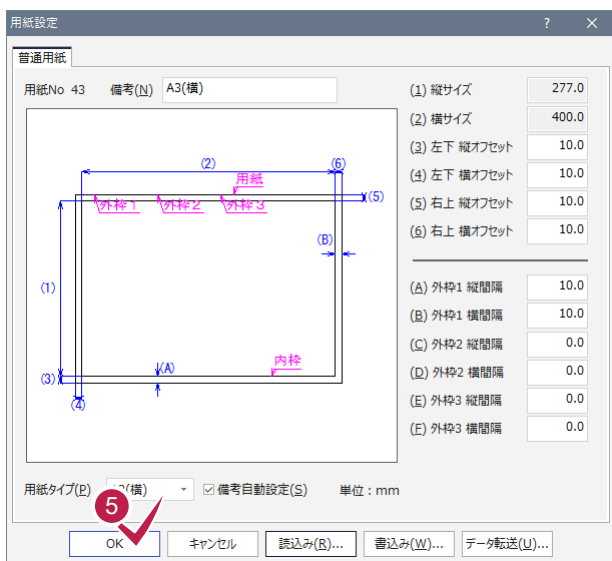 用紙設定 ? ×
普通用紙
用紙No 43 備考(N) A3(横)
(1) 縦サイズ 277.0
(2) 横サイズ 400.0
(3) 左下 縦オフセット 10.0
(4) 左下 横オフセット 10.0
(5) 右上 縦オフセット 10.0
(6) 右上 横オフセット 10.0
(A) 外枠1 縦間隔 10.0
(B) 外枠1 横間隔 10.0
(C) 外枠2 縦間隔 0.0
(D) 外枠2 横間隔 0.0
(E) 外枠3 縦間隔 0.0
(F) 外枠3 横間隔 0.0
(2) (6)
用紙
(5)
外枠1 外枠2 外枠3
(B)
(1)
内枠
(A)
(3)
(4)
用紙タイプ(P) A3(横) 備考自動設定(S) 単位:mm
5
OK キャンセル 読込み(R)... 書込み(W)... データ転送(U)...